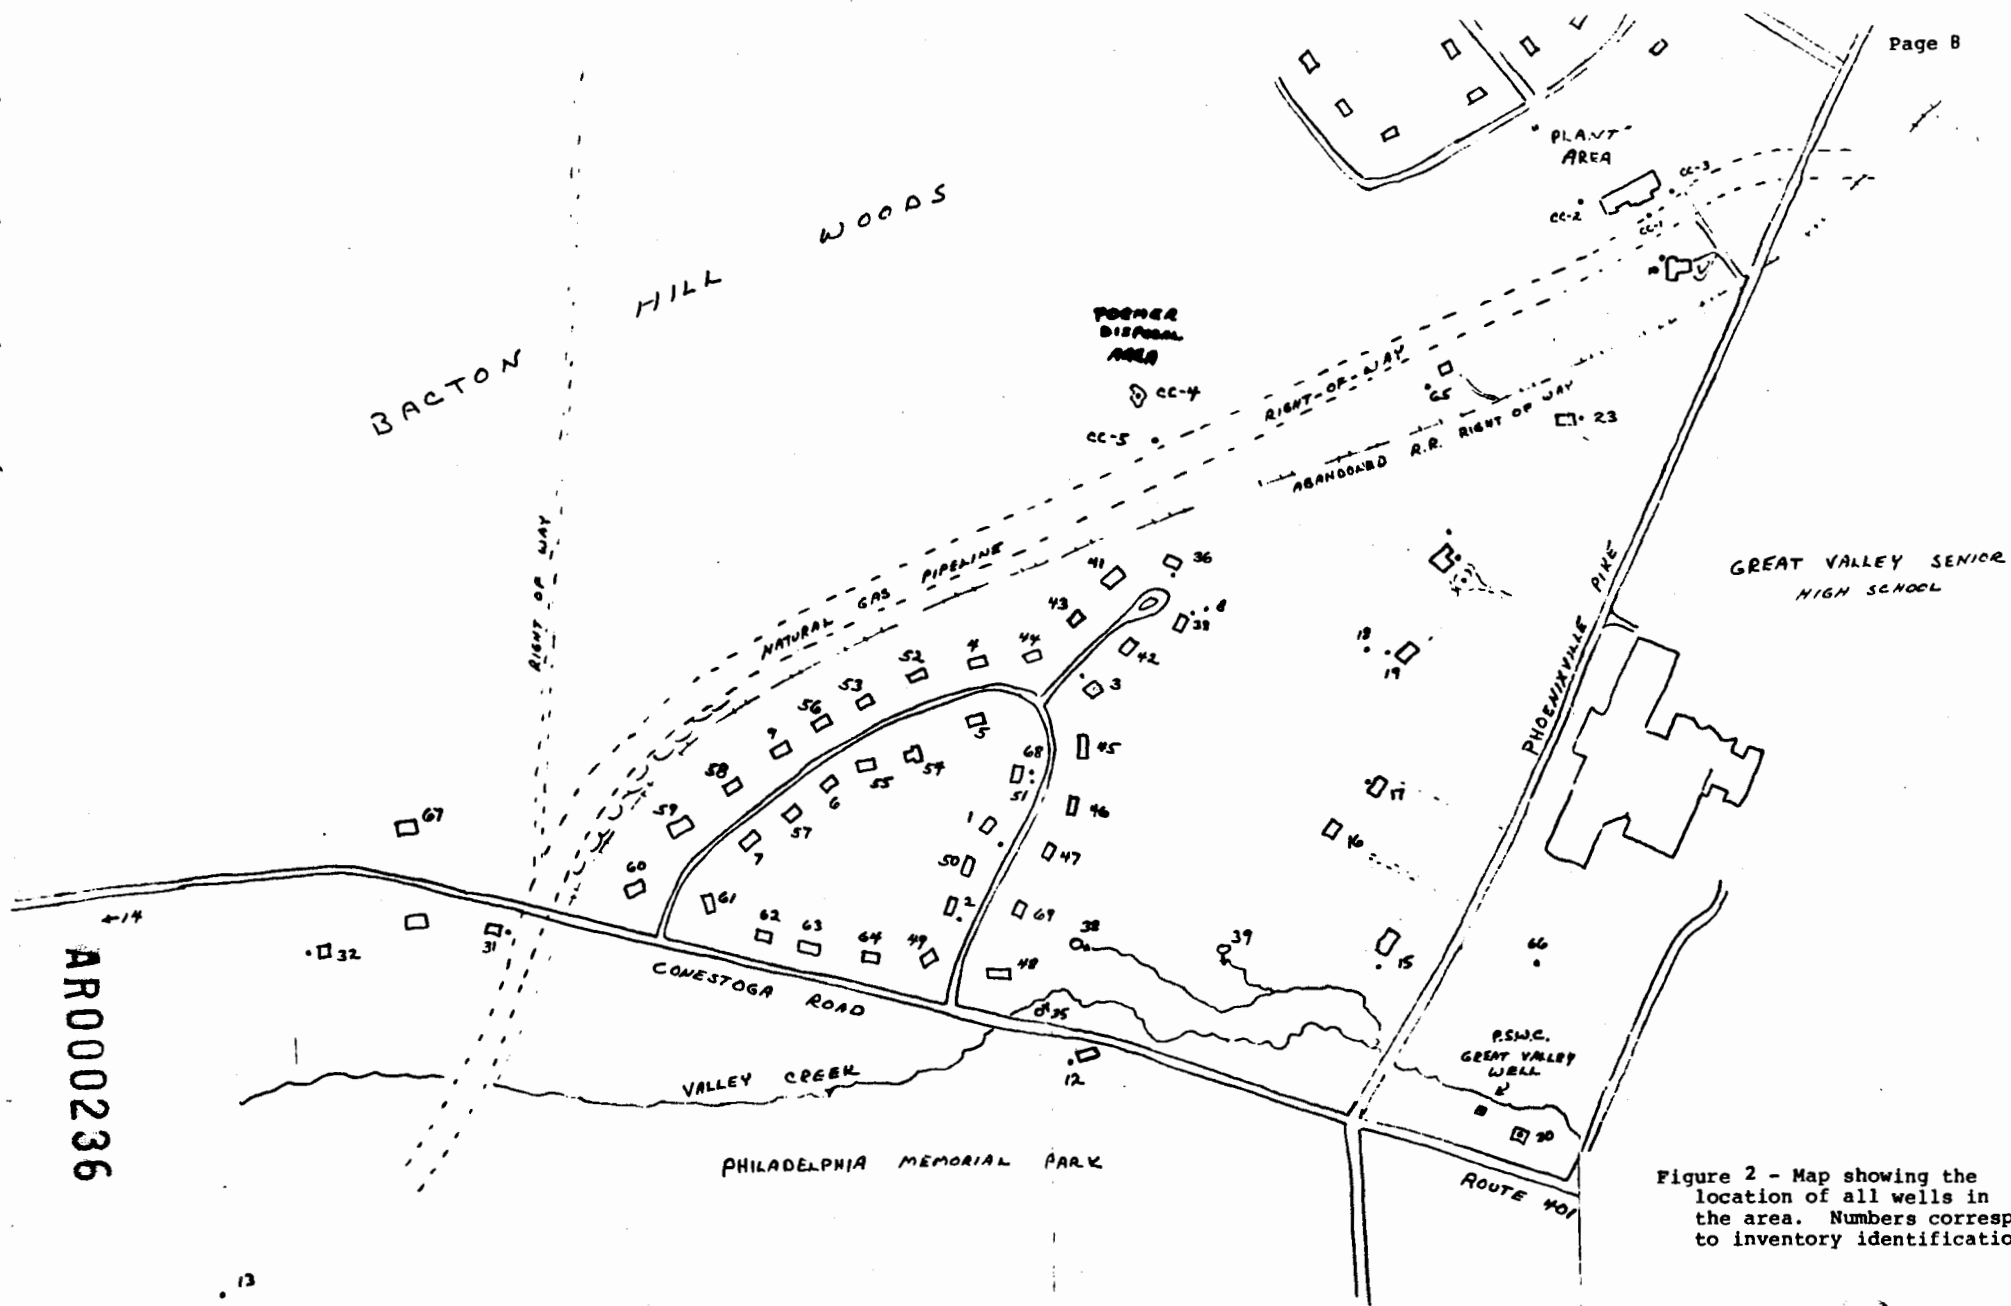 Page 8
"PLANT"
AREA
CC-3
CC-2
CC-1
10
WOODS
HILL
BACTON
FORMER
DISPOSAL
AREA
CC-4
CC-5
RIGHT-OF-WAY
65
23
ABANDONED R.R. RIGHT OF WAY
RIGHT OF WAY
NATURAL GAS PIPELINE
PHOENIXVILLE PIKE
GREAT VALLEY SENIOR
HIGH SCHOOL
41
36
43
8
39
42
4
44
52
3
53
56
9
5
18
19
45
58
54
55
68
51
6
59
57
1
46
17
16
67
7
50
47
60
61
2
69
62
63
64
49
48
38
39
15
66
←14
32
31
CONESTOGA ROAD
35
12
P.S.W.C.
GREAT VALLEY
WELL
30
VALLEY CREEK
PHILADELPHIA MEMORIAL PARK
ROUTE 401
13
AR000236
Figure 2 - Map showing the
location of all wells in
the area. Numbers corresp
to inventory identificatio